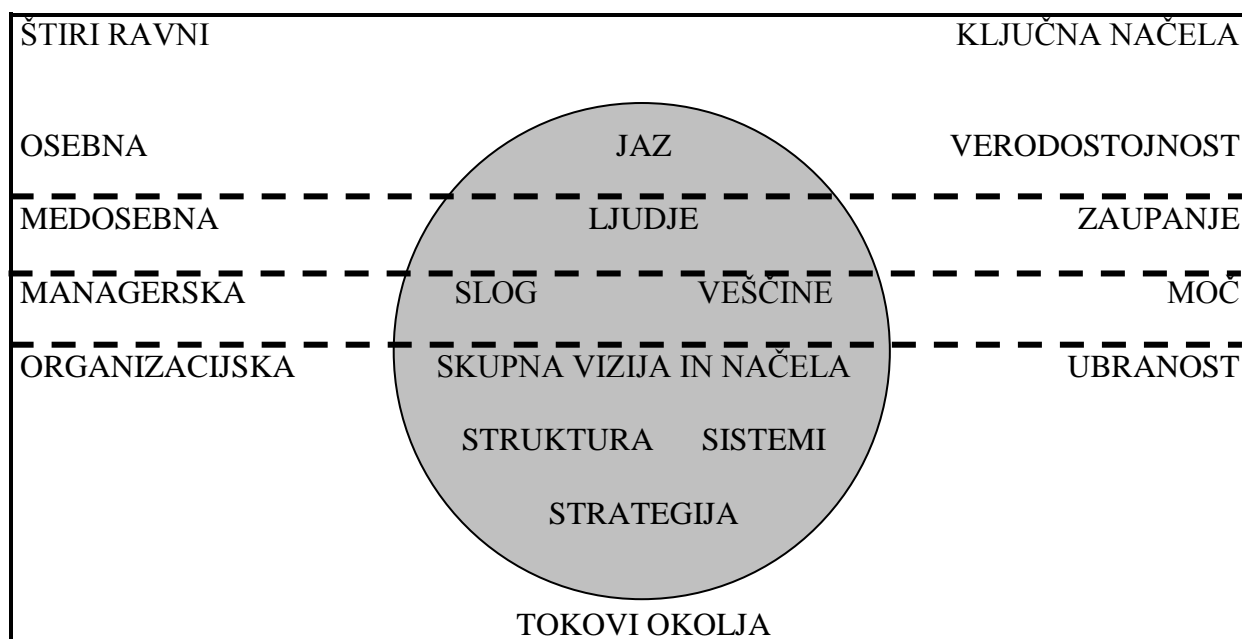 ŠTIRI RAVNI KLJUČNA NAČELA
OSEBNA JAZ VERODOSTOJNOST
MEDOSEBNA LJUDJE ZAUPANJE
MANAGERSKA SLOG VEŠČINE MOČ
ORGANIZACIJSKA SKUPNA VIZIJA IN NAČELA UBRANOST
STRUKTURA SISTEMI
STRATEGIJA
TOKOVI OKOLJA